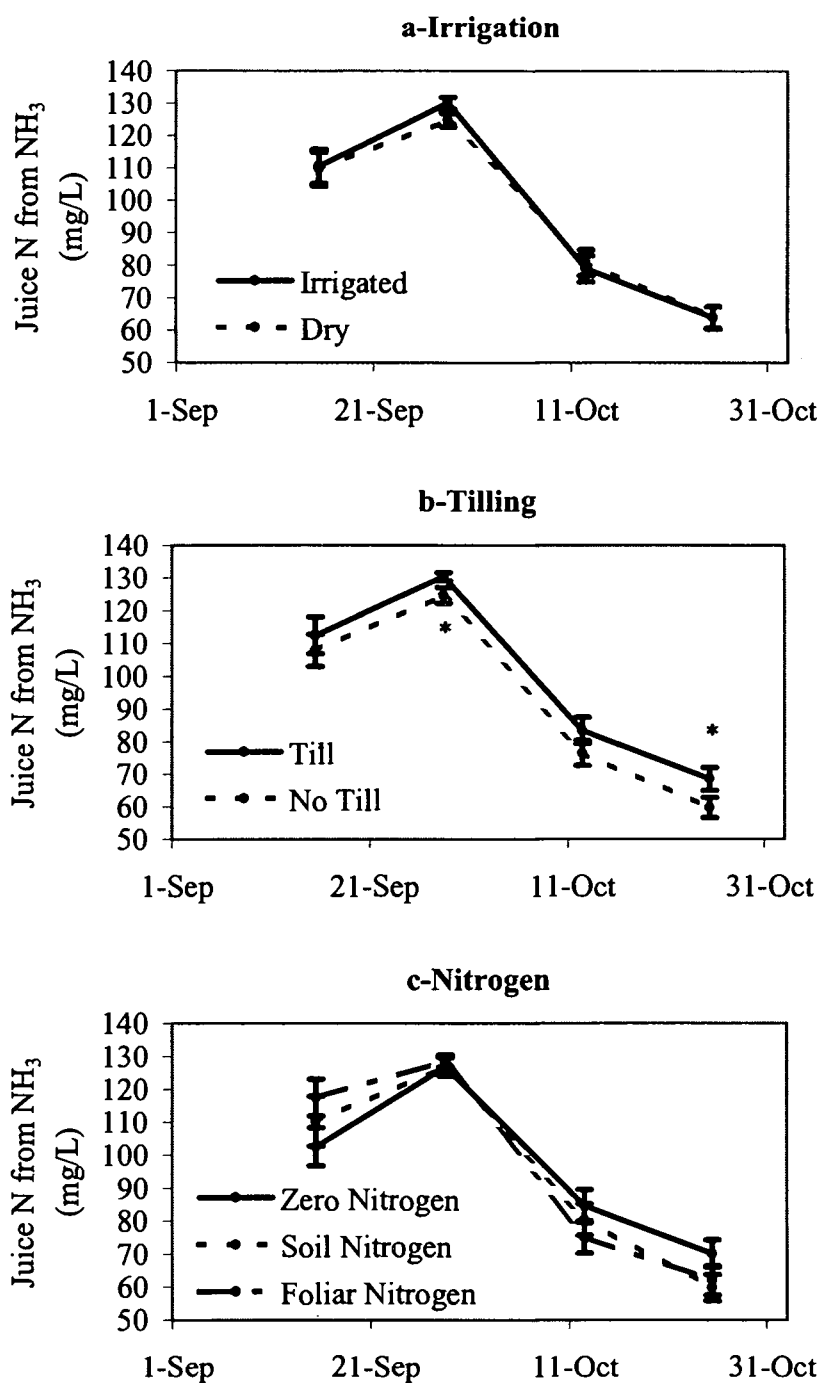 a-Irrigation
Juice N from NH3
(mg/L)
140
130
120
110
100
90
80
70
60
50
Irrigated
Dry
1-Sep 21-Sep 11-Oct 31-Oct
b-Tilling
Juice N from NH3
(mg/L)
140
130
120
110
100
90
80
70
60
50
*
*
Till
No Till
1-Sep 21-Sep 11-Oct 31-Oct
c-Nitrogen
Juice N from NH3
(mg/L)
140
130
120
110
100
90
80
70
60
50
Zero Nitrogen
Soil Nitrogen
Foliar Nitrogen
1-Sep 21-Sep 11-Oct 31-Oct